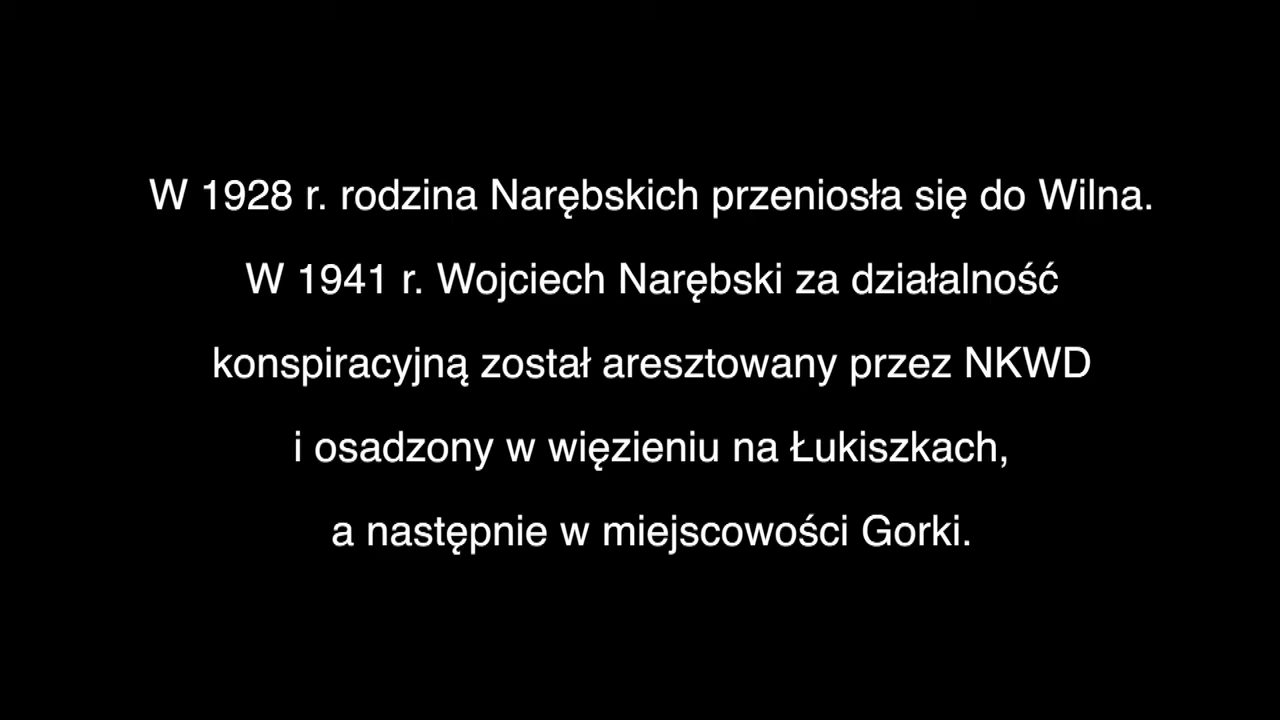 W 1928 r. rodzina Narębskich przeniosła się do Wilna.
W 1941 r. Wojciech Narębski za działalność
konspiracyjną został aresztowany przez NKWD
i osadzony w więzieniu na Łukiszkach,
a następnie w miejscowości Gorki.